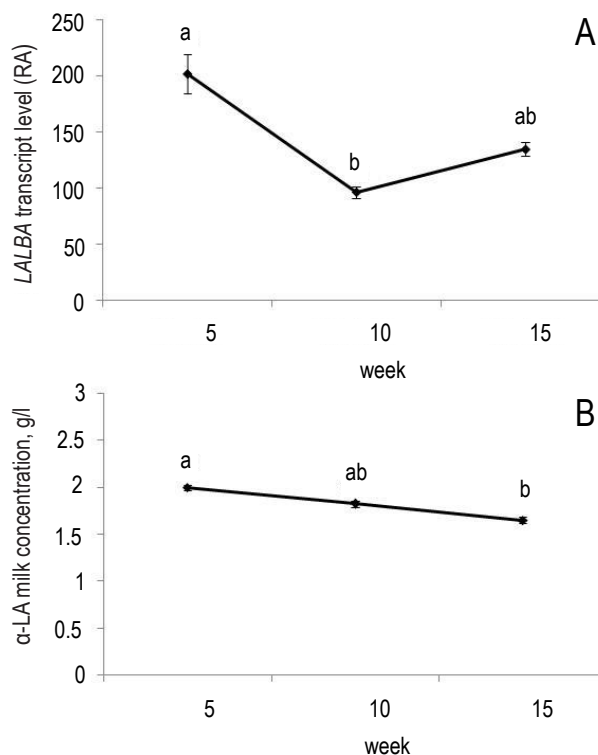 A
LALBA transcript level (RA)
250
200
150
100
50
0
a
b
ab
5 10 15
week
B
α-LA milk concentration, g/l
3
2.5
2
1.5
1
0.5
0
a
ab
b
5 10 15
week